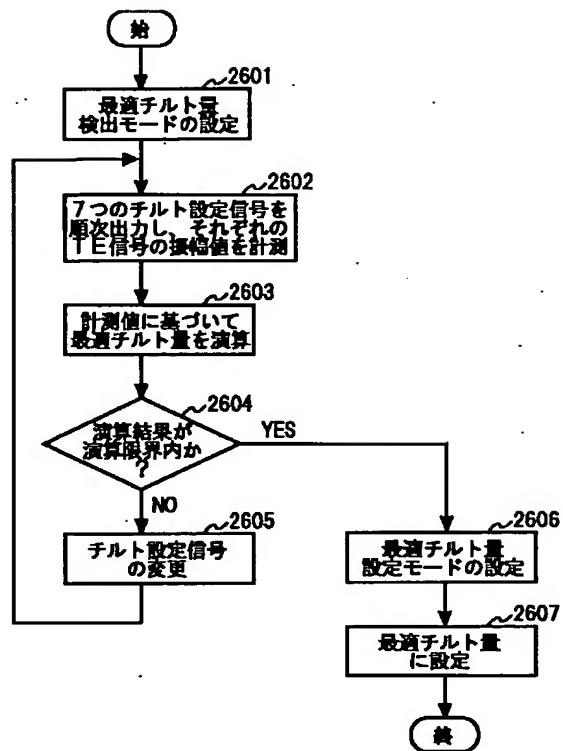 始
2601
最適チルト量
検出モードの設定
2602
7つのチルト設定信号を
順次出力し、それぞれの
TE信号の振幅値を計測
2603
計測値に基づいて
最適チルト量を演算
2604
演算結果が
演算限界内か
?
YES
NO
2605
チルト設定信号
の変更
2606
最適チルト量
設定モードの設定
2607
最適チルト量
に設定
終